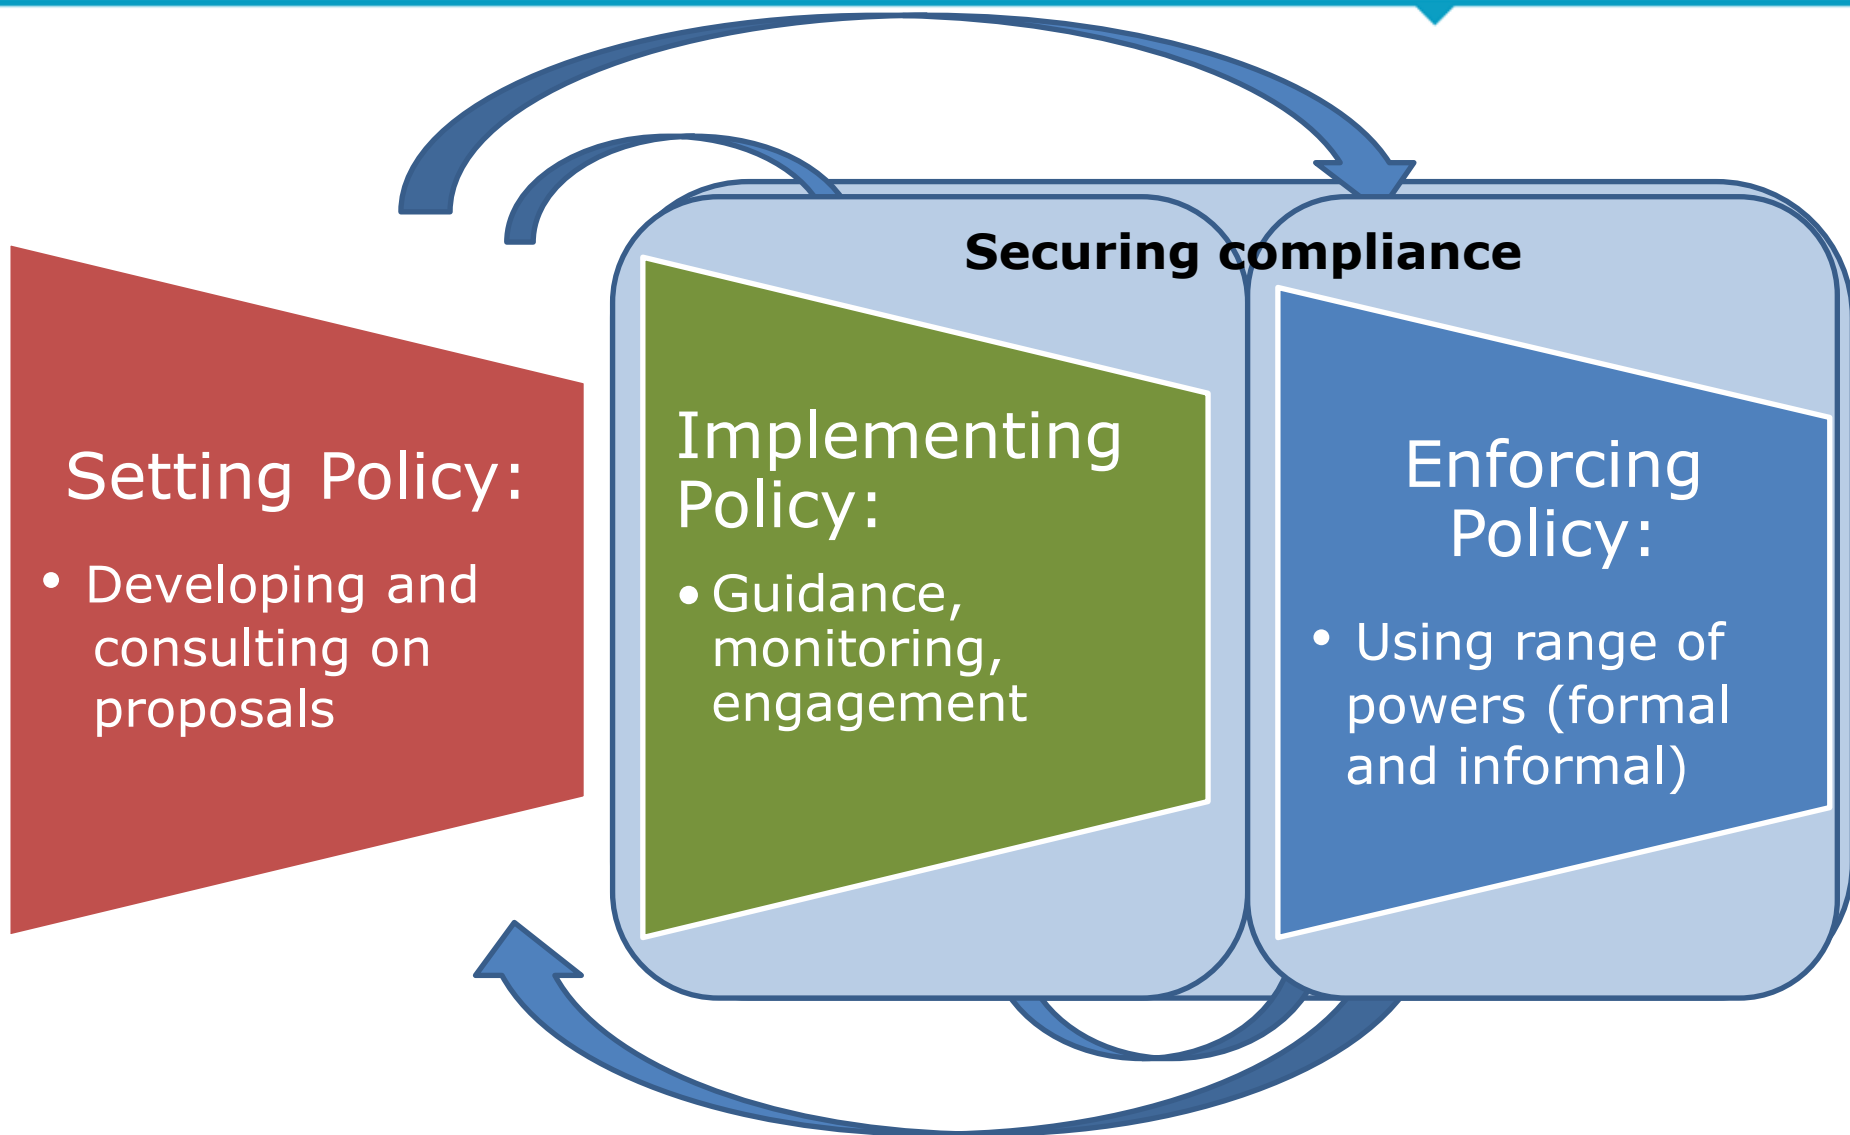 Securing compliance
Setting Policy:
• Developing and
consulting on
proposals
Implementing
Policy:
• Guidance,
monitoring,
engagement
Enforcing
Policy:
• Using range of
powers (formal
and informal)